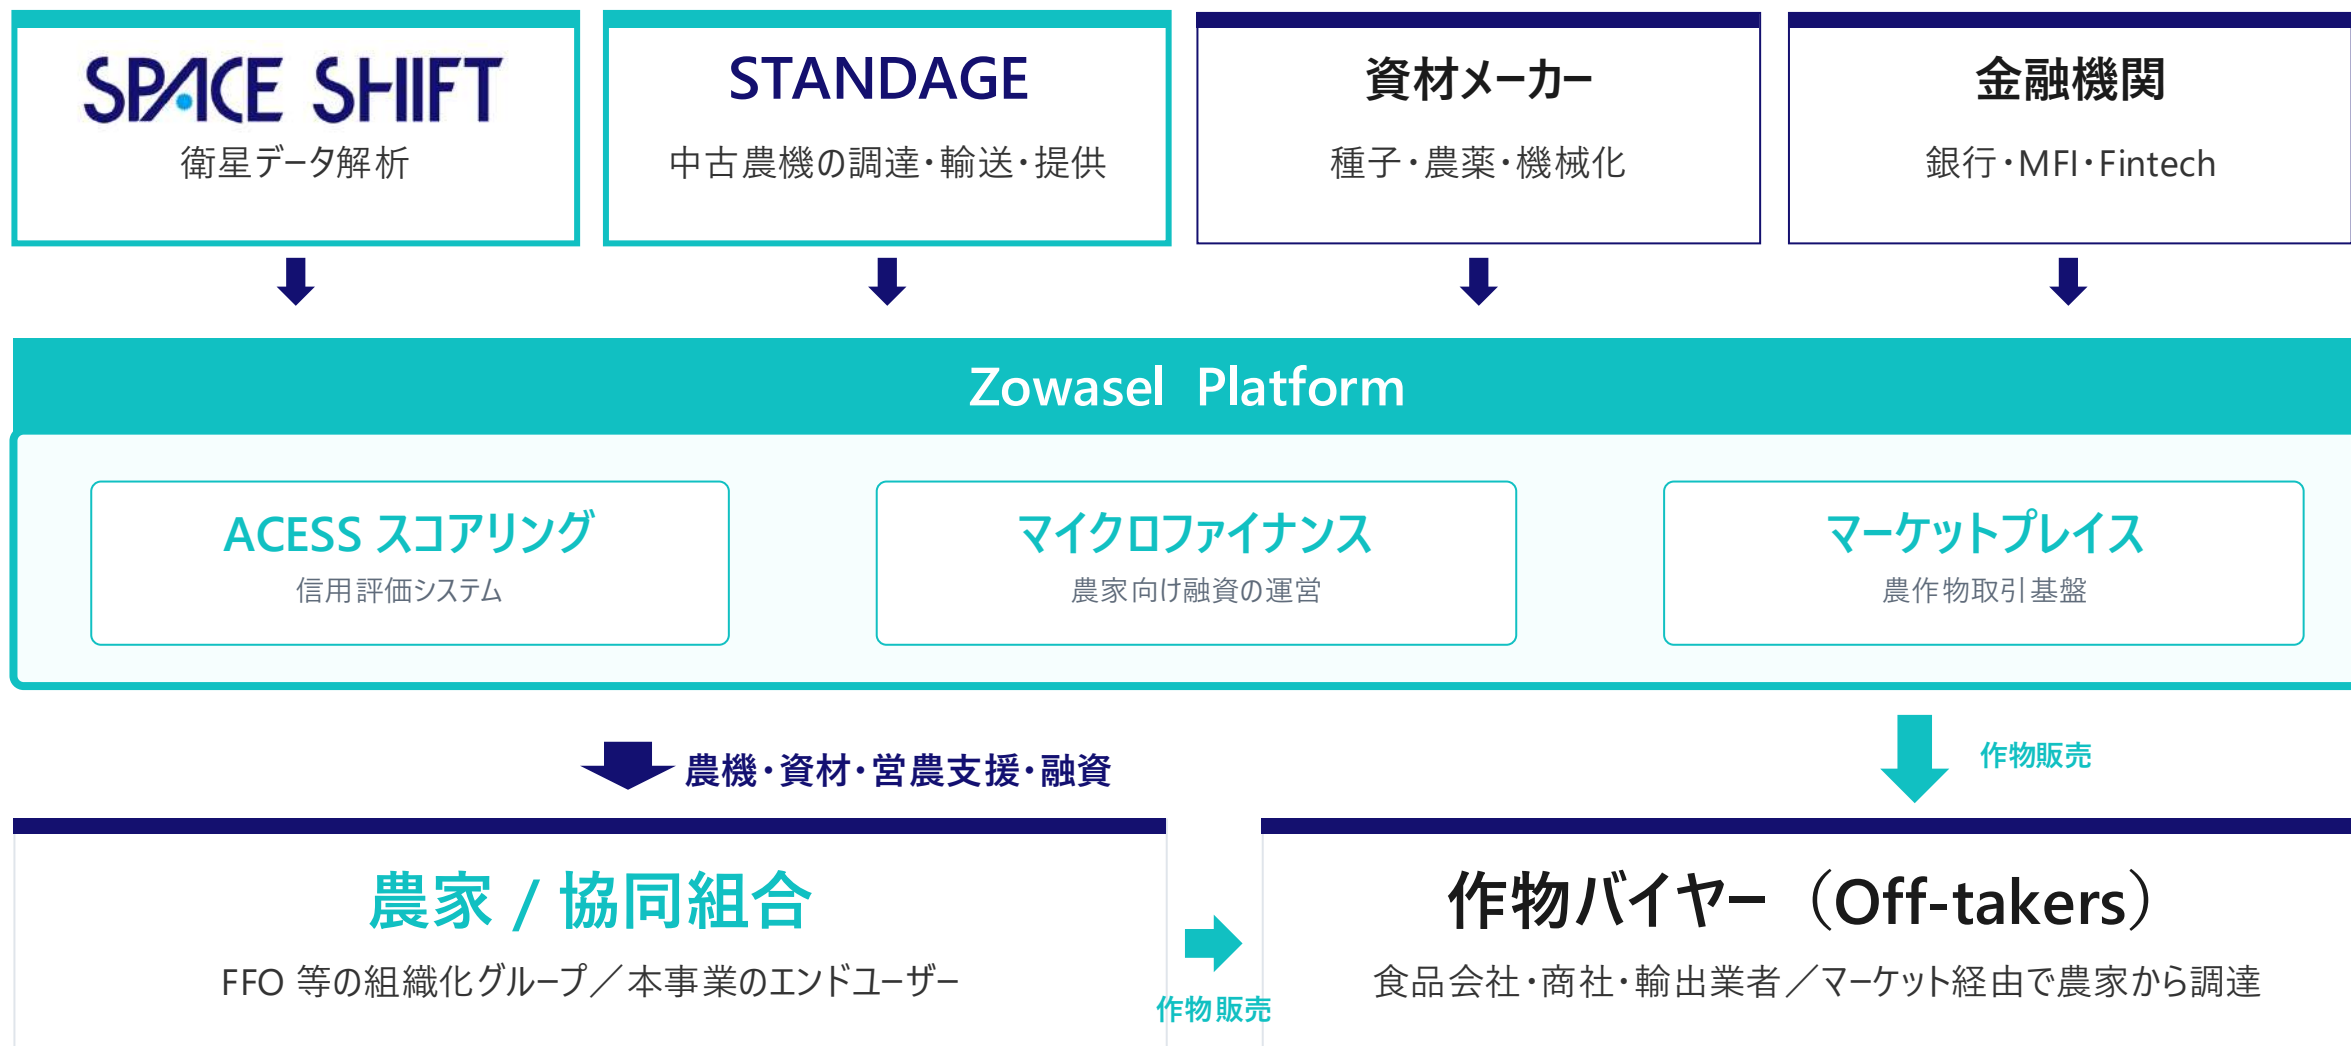 SPACE SHIFT
衛星データ解析
STANDAGE
中古農機の調達・輸送・提供
資材メーカー
種子・農薬・機械化
金融機関
銀行・MFI・Fintech
Zowasel Platform
ACESS スコアリング
信用評価システム
マイクロファイナンス
農家向け融資の運営
マーケットプレイス
農作物取引基盤
農機・資材・営農支援・融資
作物販売
農家 / 協同組合
FFO 等の組織化グループ／本事業のエンドユーザー
作物販売
作物バイヤー（Off-takers）
食品会社・商社・輸出業者／マーケット経由で農家から調達